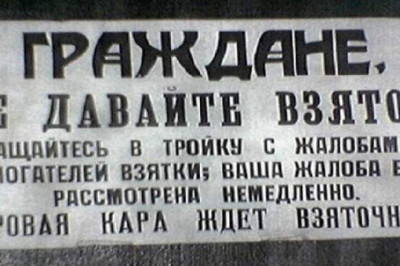 ГРАЖДАНЕ,
Е ДАВАЙТЕ ВЗЯТО
АЩАЙТЕСЬ В ТРОЙКУ С ЖАЛОБАМ
МОГАТЕЛЕЙ ВЗЯТКИ; ВАША ЖАЛОБА
РАССМОТРЕНА НЕМЕДЛЕННО.
РОВАЯ КАРА ЖДЕТ ВЗЯТОЧН